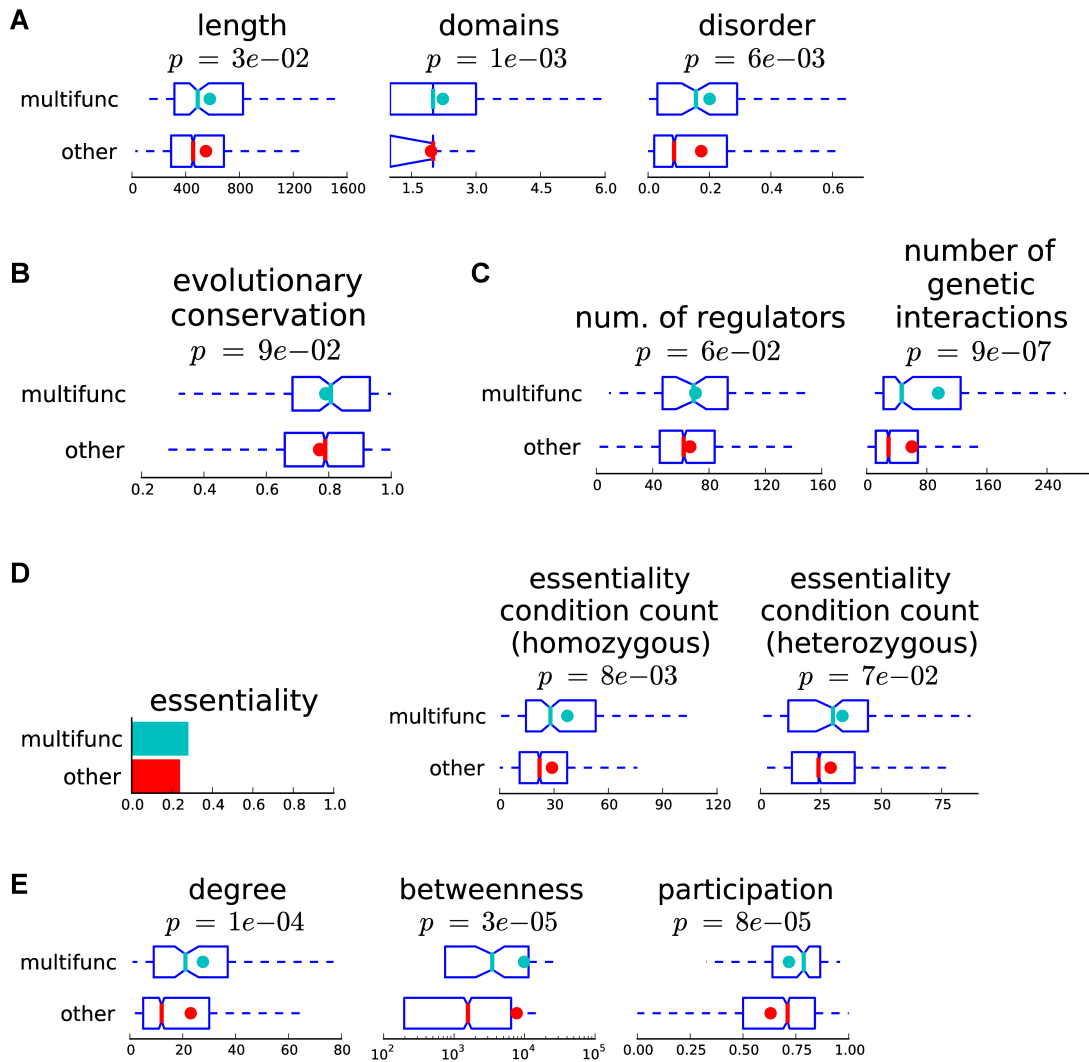 A
length
domains
disorder
p = 3e−02
p = 1e−03
p = 6e−03
multifunc
other
0 400 800 1200 1600
1.5 3.0 4.5 6.0
0.0 0.2 0.4 0.6
B
evolutionary
conservation
p = 9e−02
multifunc
other
0.2 0.4 0.6 0.8 1.0
C
num. of regulators
p = 6e−02
number of
genetic
interactions
p = 9e−07
multifunc
other
0 40 80 120 160
0 80 160 240
D
essentiality
multifunc
other
0.0 0.2 0.4 0.6 0.8 1.0
essentiality
condition count
(homozygous)
p = 8e−03
essentiality
condition count
(heterozygous)
p = 7e−02
multifunc
other
0 30 60 90 120
0 25 50 75
E
degree
betweenness
participation
p = 1e−04
p = 3e−05
p = 8e−05
multifunc
other
0 20 40 60 80
10² 10³ 10⁴ 10⁵
0.00 0.25 0.50 0.75 1.00